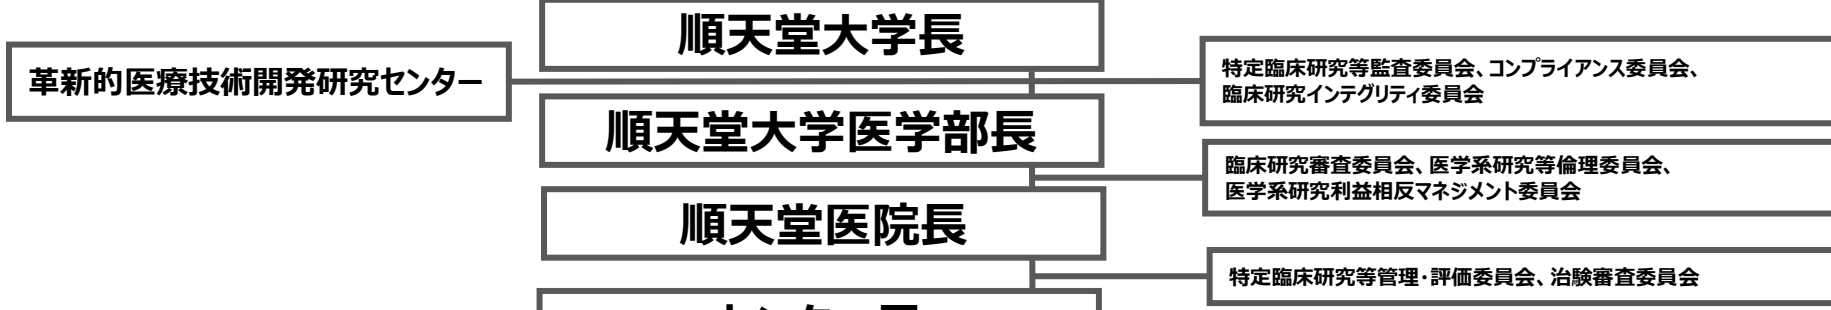 順天堂大学長
革新的医療技術開発研究センター
特定臨床研究等監査委員会、コンプライアンス委員会、
臨床研究インテグリティ委員会
順天堂大学医学部長
臨床研究審査委員会、医学系研究等倫理委員会、
医学系研究利益相反マネジメント委員会
順天堂医院長
特定臨床研究等管理・評価委員会、治験審査委員会